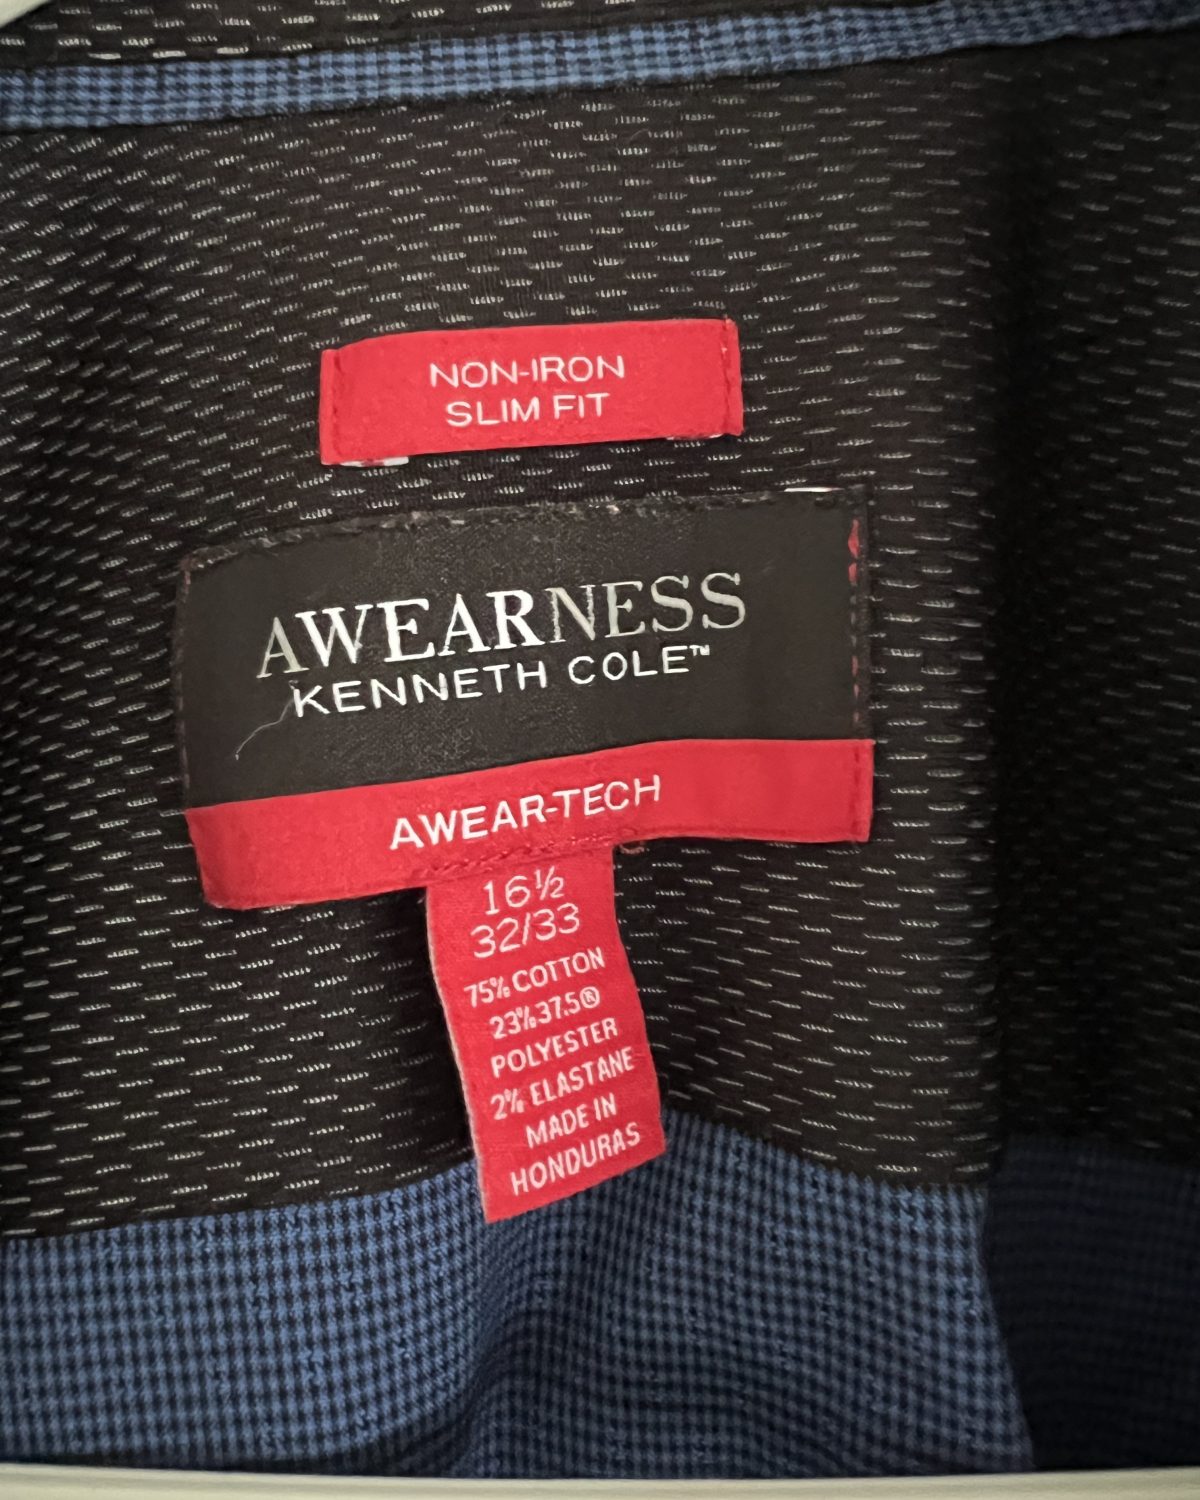 NON-IRON
SLIM FIT
AWEARNESS
KENNETH COLE™
AWEAR-TECH
16½
32/33
75% COTTON
23% 37.5®
POLYESTER
2% ELASTANE
MADE IN
HONDURAS